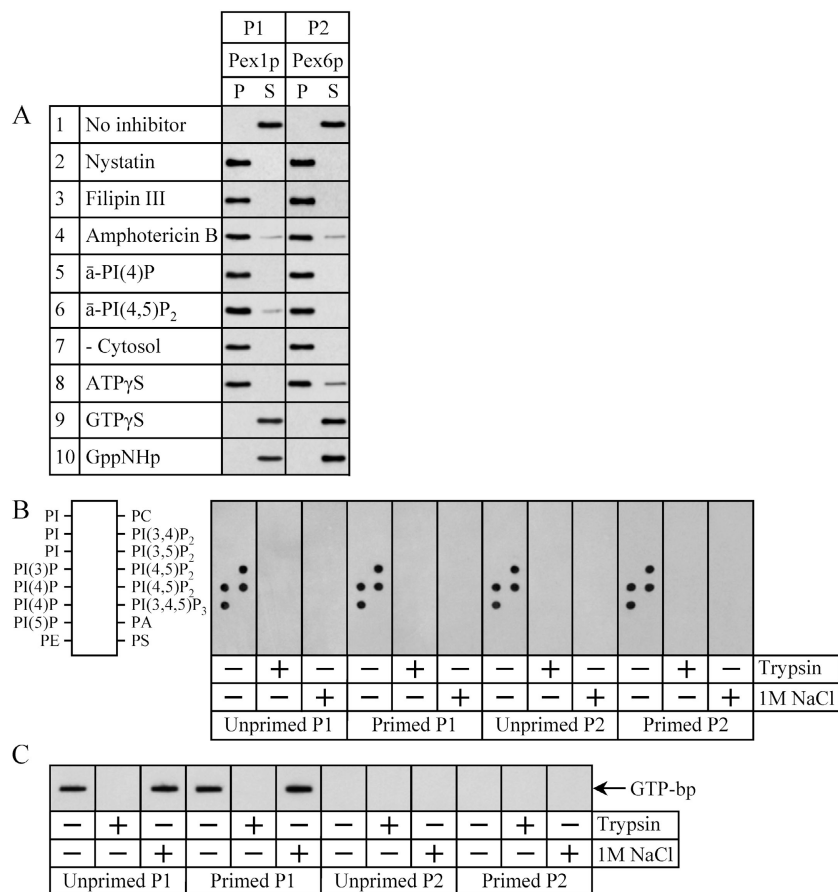 P1 P2
Pex1p Pex6p
P S P S
A
1 No inhibitor
2 Nystatin
3 Filipin III
4 Amphotericin B
5 ā-PI(4)P
6 ā-PI(4,5)P₂
7 - Cytosol
8 ATPγS
9 GTPγS
10 GppNHp
B
PI PC
PI PI(3,4)P₂
PI PI(3,5)P₂
PI(3)P PI(4,5)P₂
PI(4)P PI(4,5)P₂
PI(4)P PI(3,4,5)P₃
PI(5)P PA
PE PS
− + − − + − − + − − + − Trypsin
− − + − − + − − + − − + 1M NaCl
Unprimed P1 Primed P1 Unprimed P2 Primed P2
C
GTP-bp
− + − − + − − + − − + − Trypsin
− − + − − + − − + − − + 1M NaCl
Unprimed P1 Primed P1 Unprimed P2 Primed P2